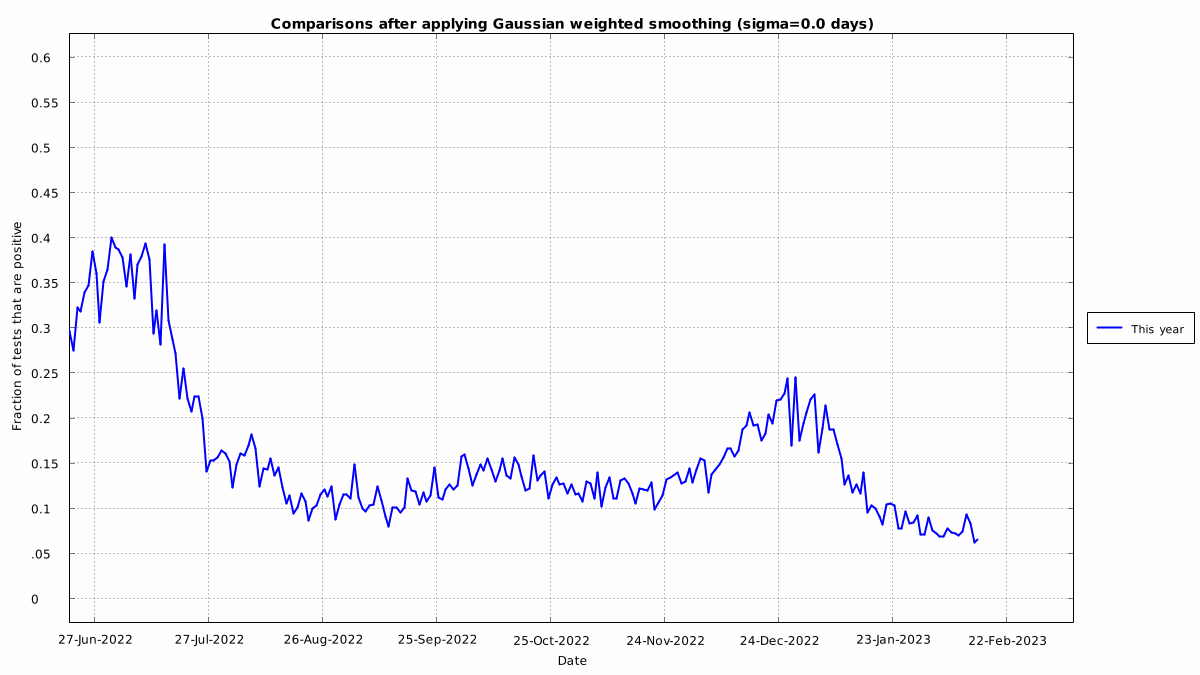 Comparisons after applying Gaussian weighted smoothing (sigma=0.0 days)
0.6
0.55
0.5
0.45
0.4
0.35
0.3
0.25
0.2
0.15
0.1
.05
0
Fraction of tests that are positive
27-Jun-2022 27-Jul-2022 26-Aug-2022 25-Sep-2022 25-Oct-2022 24-Nov-2022 24-Dec-2022 23-Jan-2023 22-Feb-2023
Date
This year